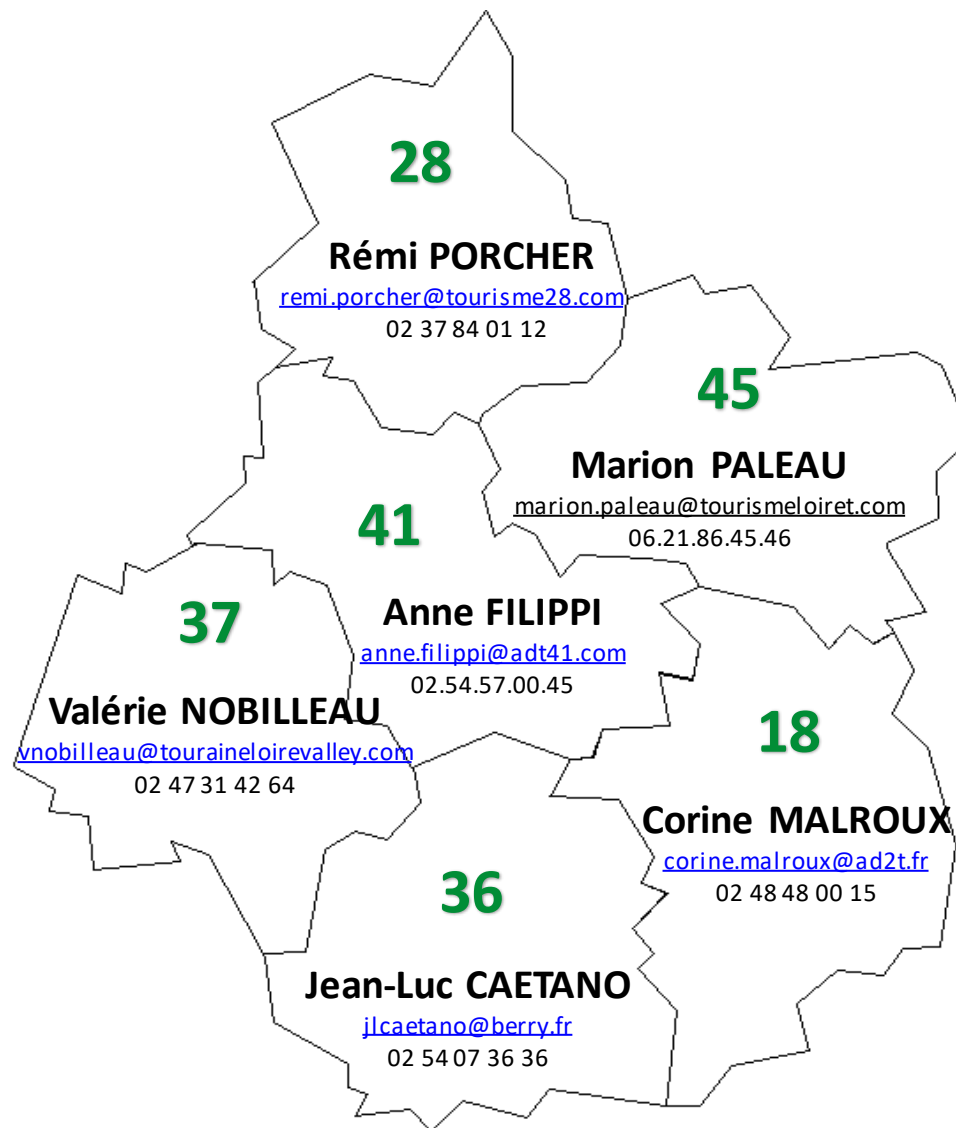 28
Rémi PORCHER
remi.porcher@tourisme28.com
02 37 84 01 12
45
Marion PALEAU
marion.paleau@tourismeloiret.com
06.21.86.45.46
41
Anne FILIPPI
anne.filippi@adt41.com
02.54.57.00.45
37
Valérie NOBILLEAU
vnobilleau@touraineloirevalley.com
02 47 31 42 64
18
Corine MALROUX
corine.malroux@ad2t.fr
02 48 48 00 15
36
Jean-Luc CAETANO
jlcaetano@berry.fr
02 54 07 36 36